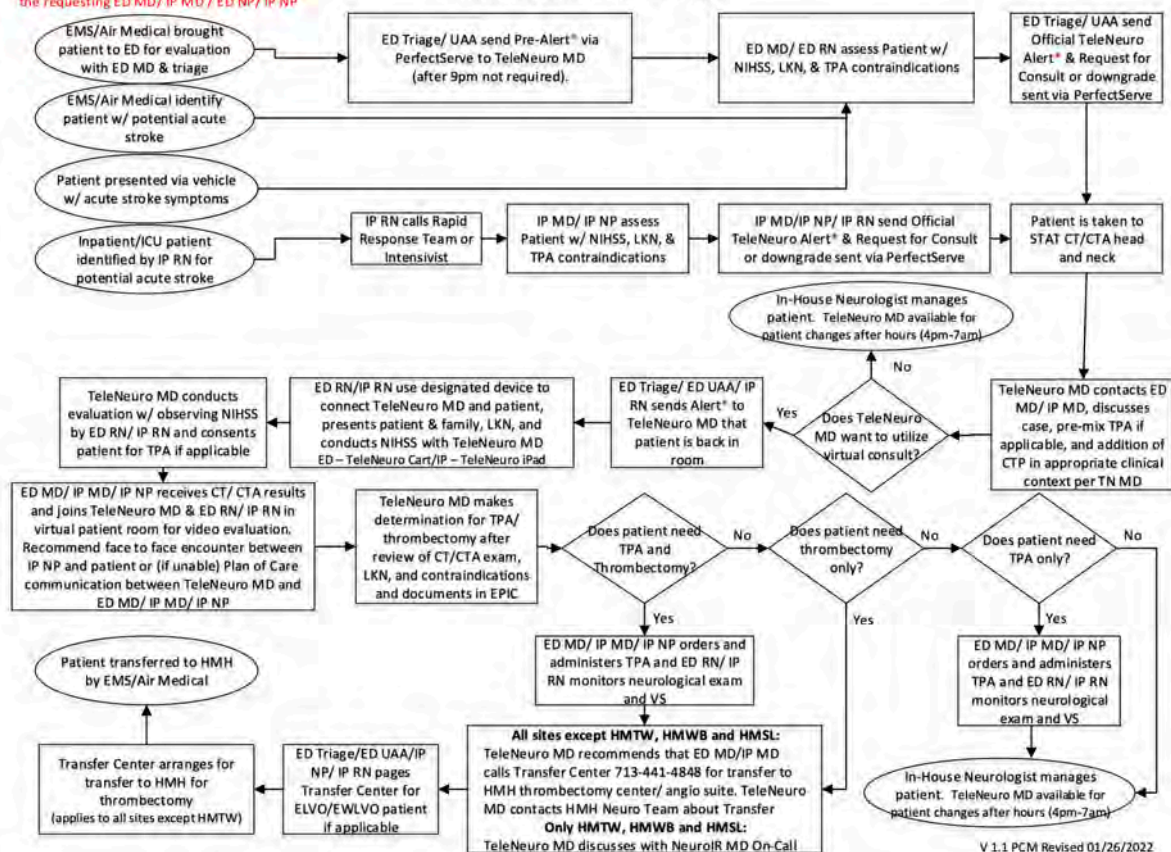 the requesting ED MD/ IP MD / ED NP/ IP NP
EMS/Air Medical brought
patient to ED for evaluation
with ED MD & triage
ED Triage/ UAA send Pre-Alert* via
PerfectServe to TeleNeuro MD
(after 9pm not required).
ED MD/ ED RN assess Patient w/
NIHSS, LKN, & TPA contraindications
ED Triage/ UAA send
Official TeleNeuro
Alert* & Request for
Consult or downgrade
sent via PerfectServe
EMS/Air Medical identify
patient w/ potential acute
stroke
Patient presented via vehicle
w/ acute stroke symptoms
Inpatient/ICU patient
identified by IP RN for
potential acute stroke
IP RN calls Rapid
Response Team or
Intensivist
IP MD/ IP NP assess
Patient w/ NIHSS, LKN, &
TPA contraindications
IP MD/IP NP/ IP RN send Official
TeleNeuro Alert* & Request for Consult
or downgrade sent via PerfectServe
Patient is taken to
STAT CT/CTA head
and neck
In-House Neurologist manages
patient. TeleNeuro MD available for
patient changes after hours (4pm-7am)
No
TeleNeuro MD contacts ED
MD/ IP MD, discusses
case, pre-mix TPA if
applicable, and addition of
CTP in appropriate clinical
context per TN MD
Does TeleNeuro
MD want to utilize
virtual consult?
Yes
ED Triage/ ED UAA/ IP
RN sends Alert* to
TeleNeuro MD that
patient is back in
room
ED RN/IP RN use designated device to
connect TeleNeuro MD and patient,
presents patient & family, LKN, and
conducts NIHSS with TeleNeuro MD
ED – TeleNeuro Cart/IP – TeleNeuro iPad
TeleNeuro MD conducts
evaluation w/ observing NIHSS
by ED RN/ IP RN and consents
patient for TPA if applicable
ED MD/ IP MD/ IP NP receives CT/ CTA results
and joins TeleNeuro MD & ED RN/ IP RN in
virtual patient room for video evaluation.
Recommend face to face encounter between
IP NP and patient or (if unable) Plan of Care
communication between TeleNeuro MD and
ED MD/ IP MD/ IP NP
TeleNeuro MD makes
determination for TPA/
thrombectomy after
review of CT/CTA exam,
LKN, and contraindications
and documents in EPIC
Does patient need
TPA and
Thrombectomy?
No
Does patient need
thrombectomy
only?
No
Does patient need
TPA only?
No
Yes
Yes
Yes
ED MD/ IP MD/ IP NP orders and
administers TPA and ED RN/ IP
RN monitors neurological exam
and VS
ED MD/ IP MD/ IP NP
orders and administers
TPA and ED RN/ IP RN
monitors neurological
exam and VS
Patient transferred to HMH
by EMS/Air Medical
Transfer Center arranges for
transfer to HMH for
thrombectomy
(applies to all sites except HMTW)
ED Triage/ED UAA/IP
NP/ IP RN pages
Transfer Center for
ELVO/EWLVO patient
if applicable
All sites except HMTW, HMWB and HMSL:
TeleNeuro MD recommends that ED MD/IP MD
calls Transfer Center 713-441-4848 for transfer to
HMH thrombectomy center/ angio suite. TeleNeuro
MD contacts HMH Neuro Team about Transfer
Only HMTW, HMWB and HMSL:
TeleNeuro MD discusses with NeuroIR MD On-Call
In-House Neurologist manages
patient. TeleNeuro MD available for
patient changes after hours (4pm-7am)
V 1.1 PCM Revised 01/26/2022